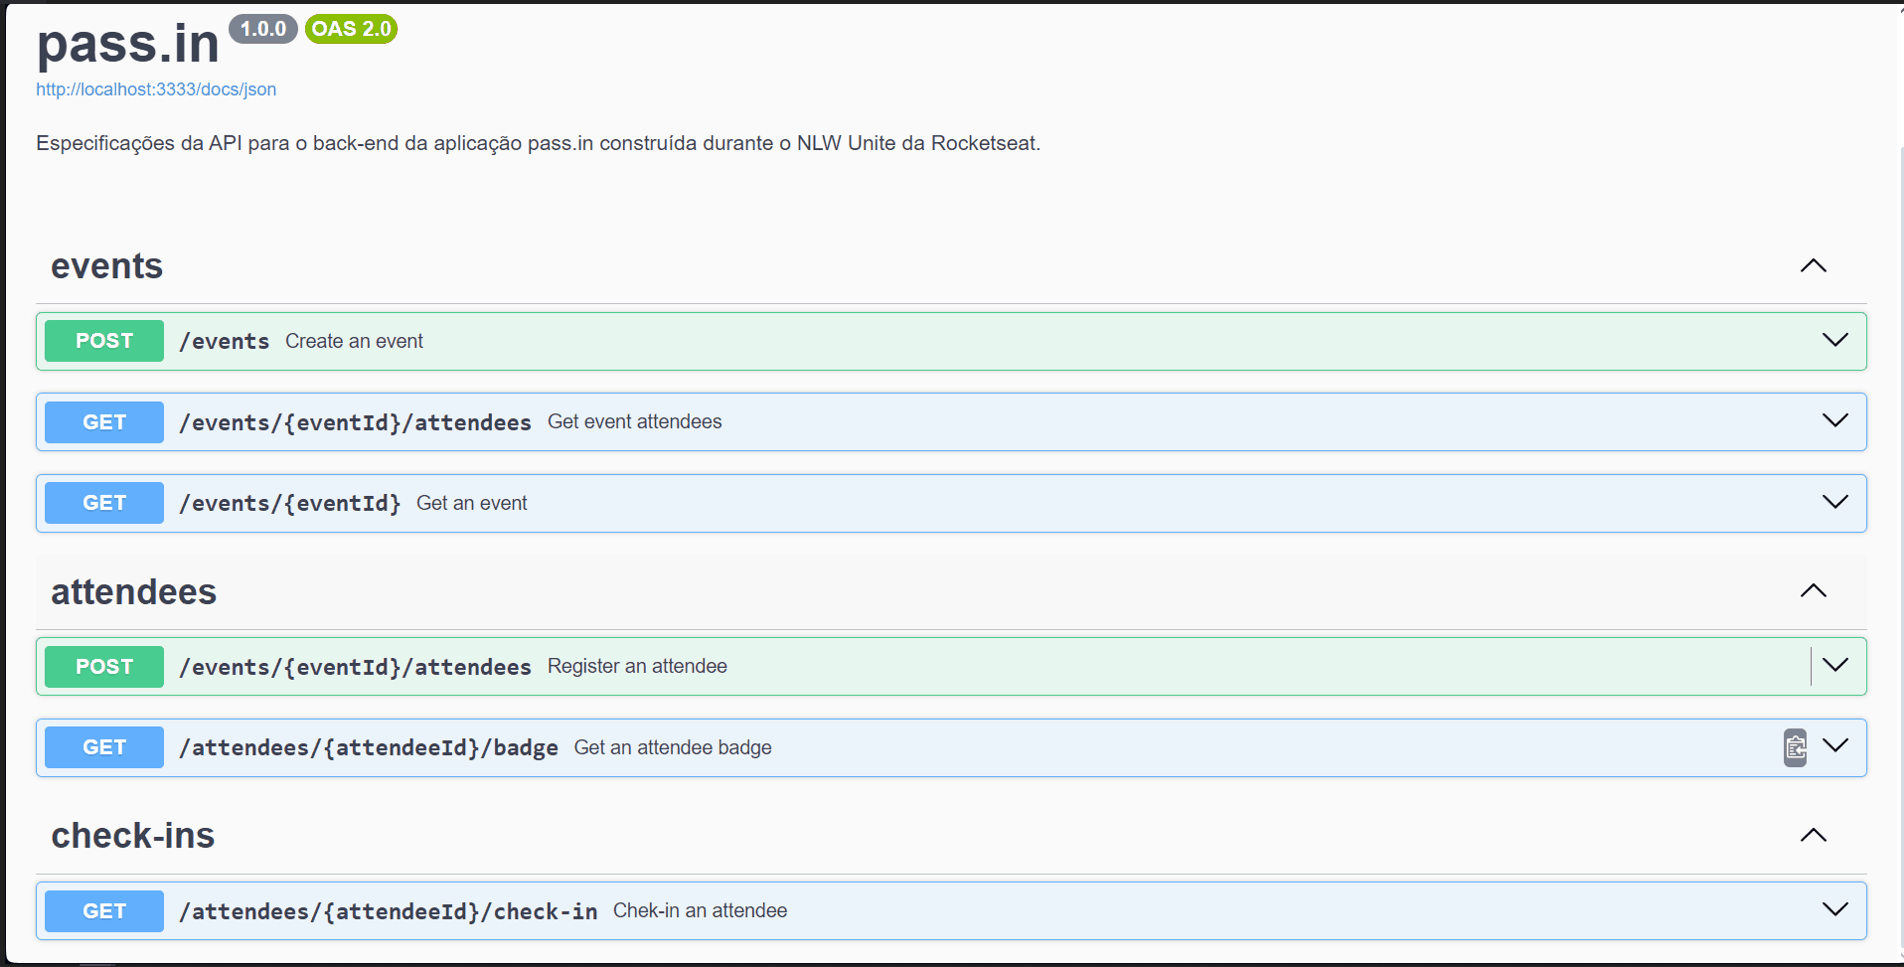 pass.in 1.0.0 OAS 2.0
http://localhost:3333/docs/json
Especificações da API para o back-end da aplicação pass.in construída durante o NLW Unite da Rocketseat.
events
POST /events Create an event
GET /events/{eventId}/attendees Get event attendees
GET /events/{eventId} Get an event
attendees
POST /events/{eventId}/attendees Register an attendee
GET /attendees/{attendeeId}/badge Get an attendee badge
check-ins
GET /attendees/{attendeeId}/check-in Chek-in an attendee